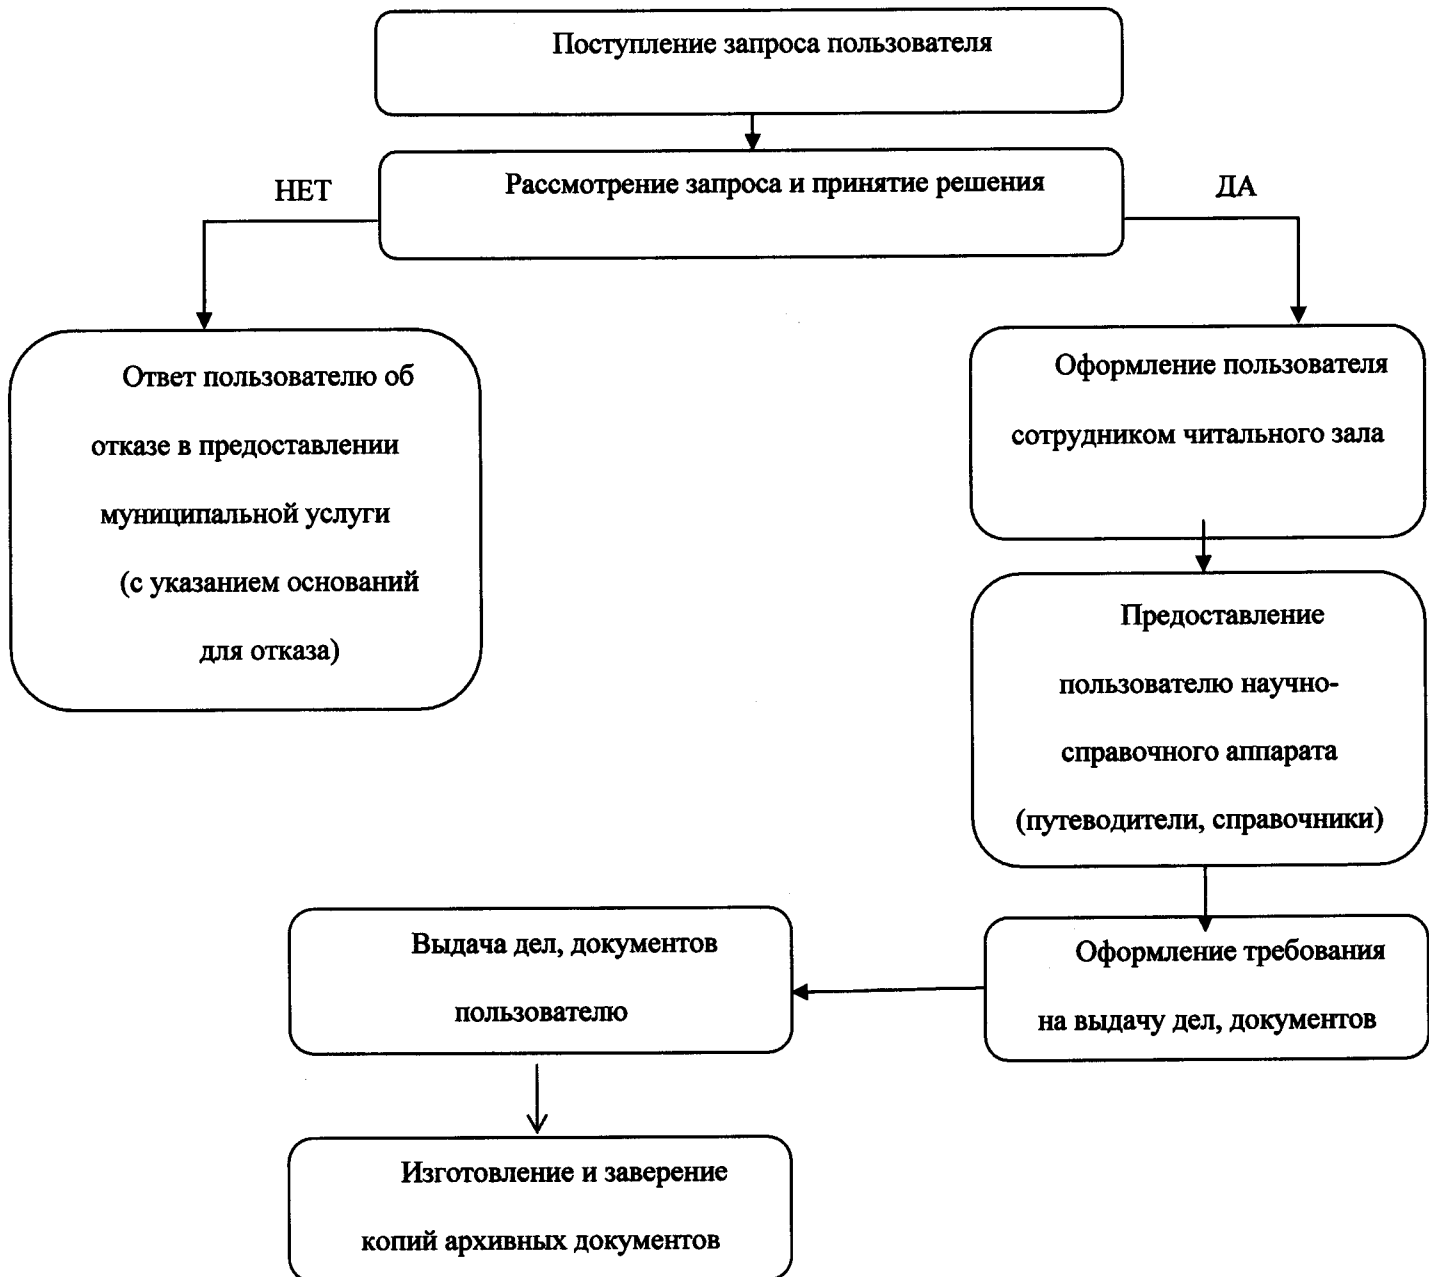 Поступление запроса пользователя
Рассмотрение запроса и принятие решения
НЕТ
ДА
Ответ пользователю об
отказе в предоставлении
муниципальной услуги
(с указанием оснований
для отказа)
Оформление пользователя
сотрудником читального зала
Предоставление
пользователю научно-
справочного аппарата
(путеводители, справочники)
Оформление требования
на выдачу дел, документов
Выдача дел, документов
пользователю
Изготовление и заверение
копий архивных документов